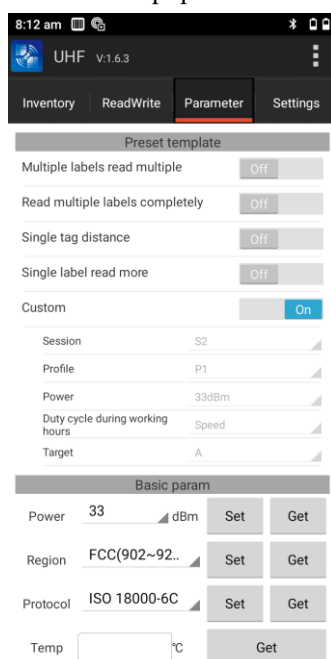 8:12 am
UHF V:1.6.3
Inventory ReadWrite Parameter Settings
Preset template
Multiple labels read multiple Off
Read multiple labels completely Off
Single tag distance Off
Single label read more Off
Custom On
Session S2
Profile P1
Power 33dBm
Duty cycle during working
hours Speed
Target A
Basic param
Power 33 dBm Set Get
Region FCC(902~92.. Set Get
Protocol ISO 18000-6C Set Get
Temp ℃ Get